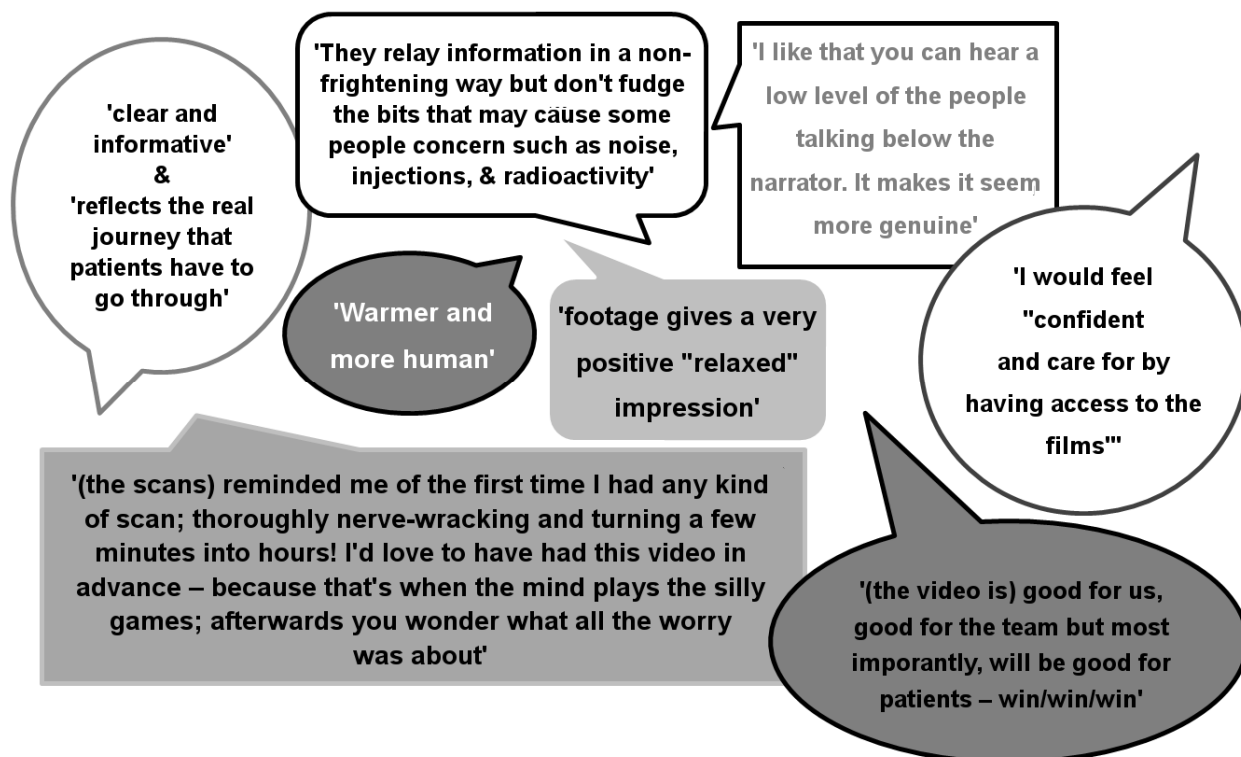 'clear and
informative'
&
'reflects the real
journey that
patients have to
go through'
'They relay information in a non-
frightening way but don't fudge
the bits that may cause some
people concern such as noise,
injections, & radioactivity'
'I like that you can hear a
low level of the people
talking below the
narrator. It makes it seem
more genuine'
'Warmer and
more human'
'footage gives a very
positive "relaxed"
impression'
'I would feel
"confident
and care for by
having access to the
films"'
'(the scans) reminded me of the first time I had any kind
of scan; thoroughly nerve-wracking and turning a few
minutes into hours! I'd love to have had this video in
advance – because that's when the mind plays the silly
games; afterwards you wonder what all the worry
was about'
'(the video is) good for us,
good for the team but most
imporantly, will be good for
patients – win/win/win'